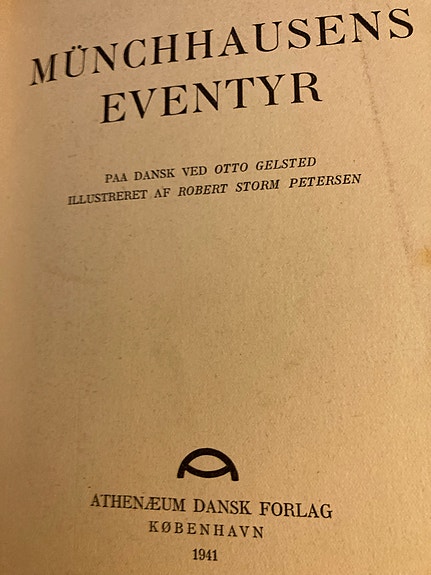 MÜNCHHAUSENS
EVENTYR
PAA DANSK VED OTTO GELSTED
ILLUSTRERET AF ROBERT STORM PETERSEN
ATHENÆUM DANSK FORLAG
KØBENHAVN
1941